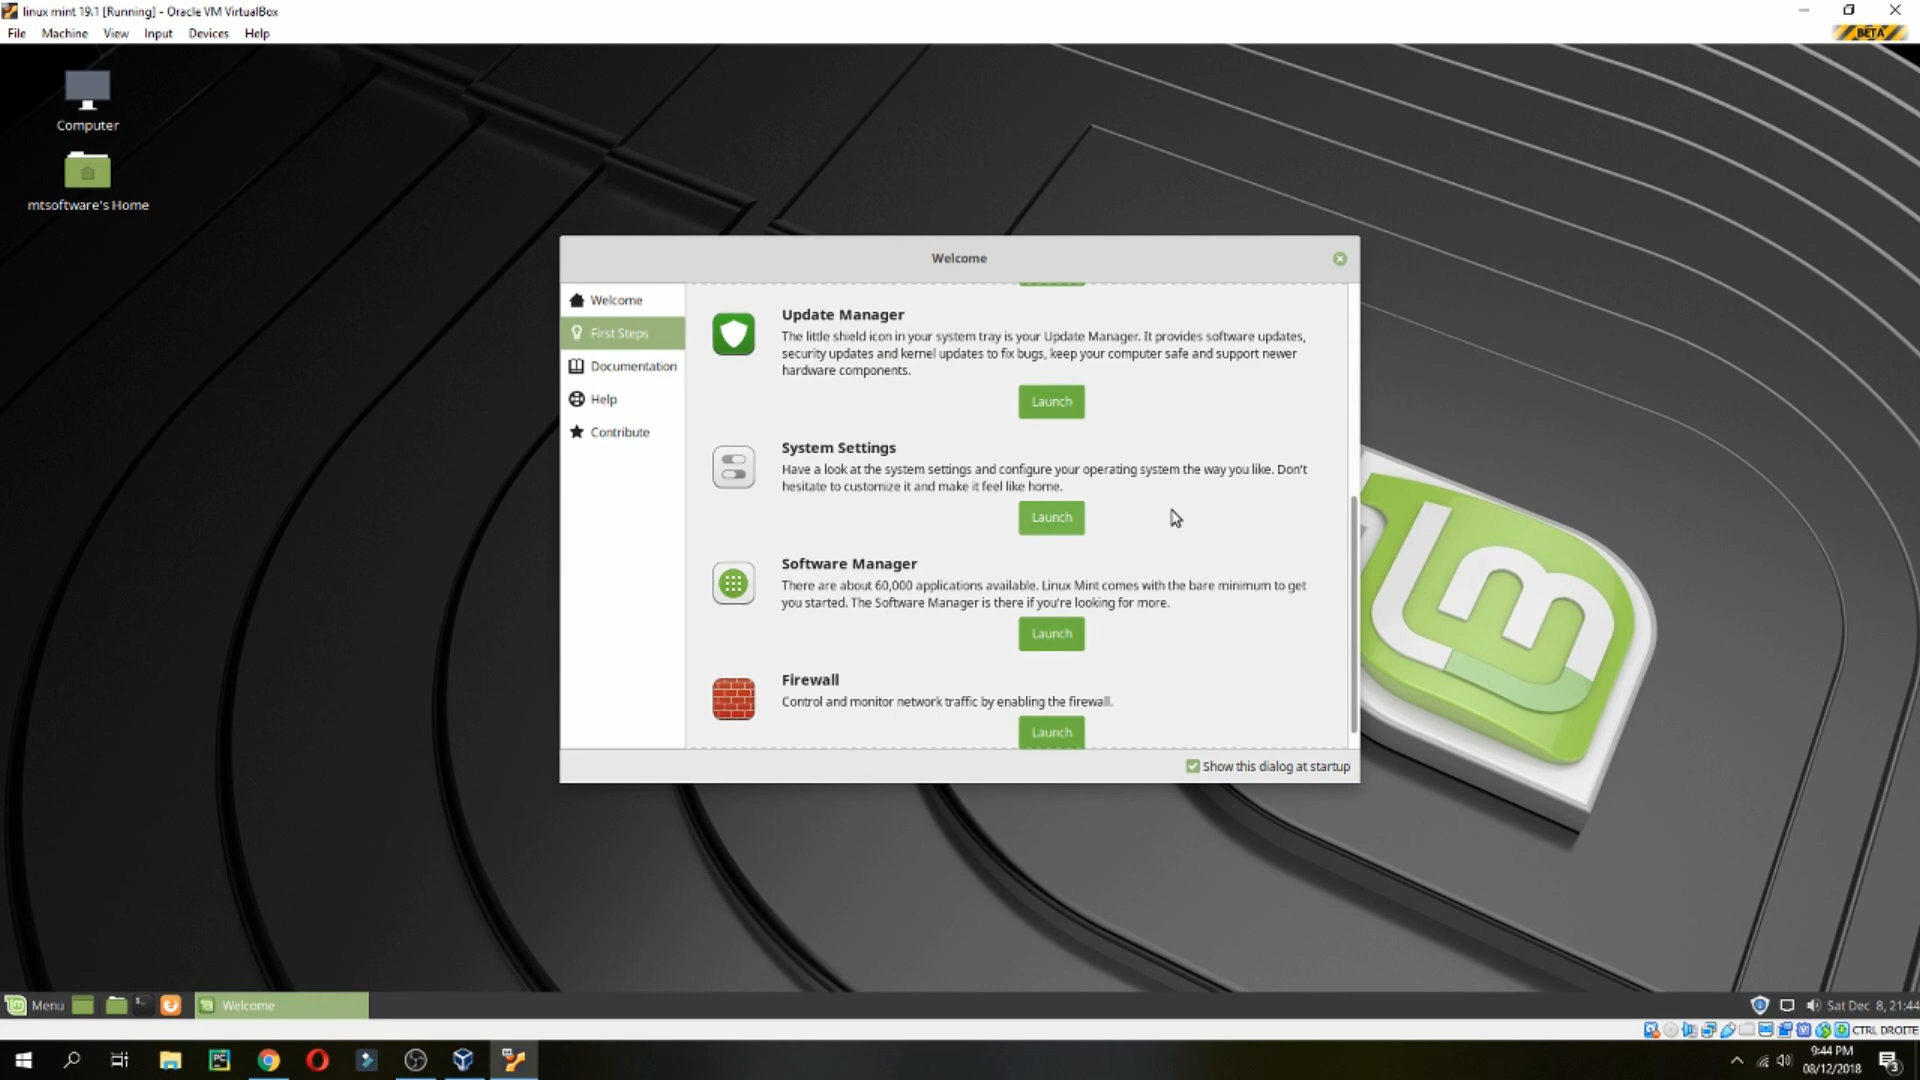 linux mint 19.1 [Running] - Oracle VM VirtualBox
File Machine View Input Devices Help
BETA
Computer
mtsoftware's Home
Welcome
Welcome
First Steps
Documentation
Help
Contribute
Update Manager
The little shield icon in your system tray is your Update Manager. It provides software updates,
security updates and kernel updates to fix bugs, keep your computer safe and support newer
hardware components.
Launch
System Settings
Have a look at the system settings and configure your operating system the way you like. Don't
hesitate to customize it and make it feel like home.
Launch
Software Manager
There are about 60,000 applications available. Linux Mint comes with the bare minimum to get
you started. The Software Manager is there if you're looking for more.
Launch
Firewall
Control and monitor network traffic by enabling the firewall.
Launch
Show this dialog at startup
Menu
Welcome
Sat Dec 8, 21:44
CTRL DROITE
PC
9:44 PM
08/12/2018
3